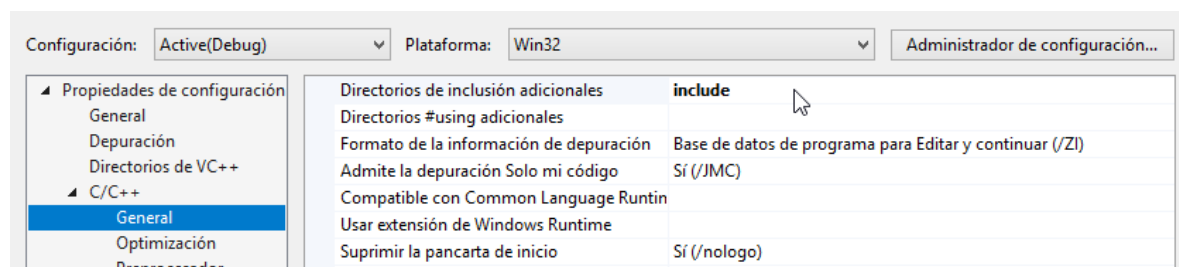 Configuración: Active(Debug) Plataforma: Win32 Administrador de configuración...
Propiedades de configuración
General
Depuración
Directorios de VC++
C/C++
General
Optimización
Directorios de inclusión adicionales include
Directorios #using adicionales
Formato de la información de depuración Base de datos de programa para Editar y continuar (/ZI)
Admite la depuración Solo mi código Sí (/JMC)
Compatible con Common Language Runtin
Usar extensión de Windows Runtime
Suprimir la pancarta de inicio Sí (/nologo)